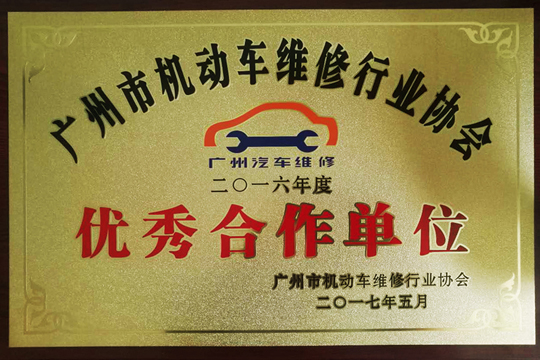 广州市机动车维修行业协会
广州汽车维修
二〇一六年度
优秀合作单位
广州市机动车维修行业协会
二〇一七年五月